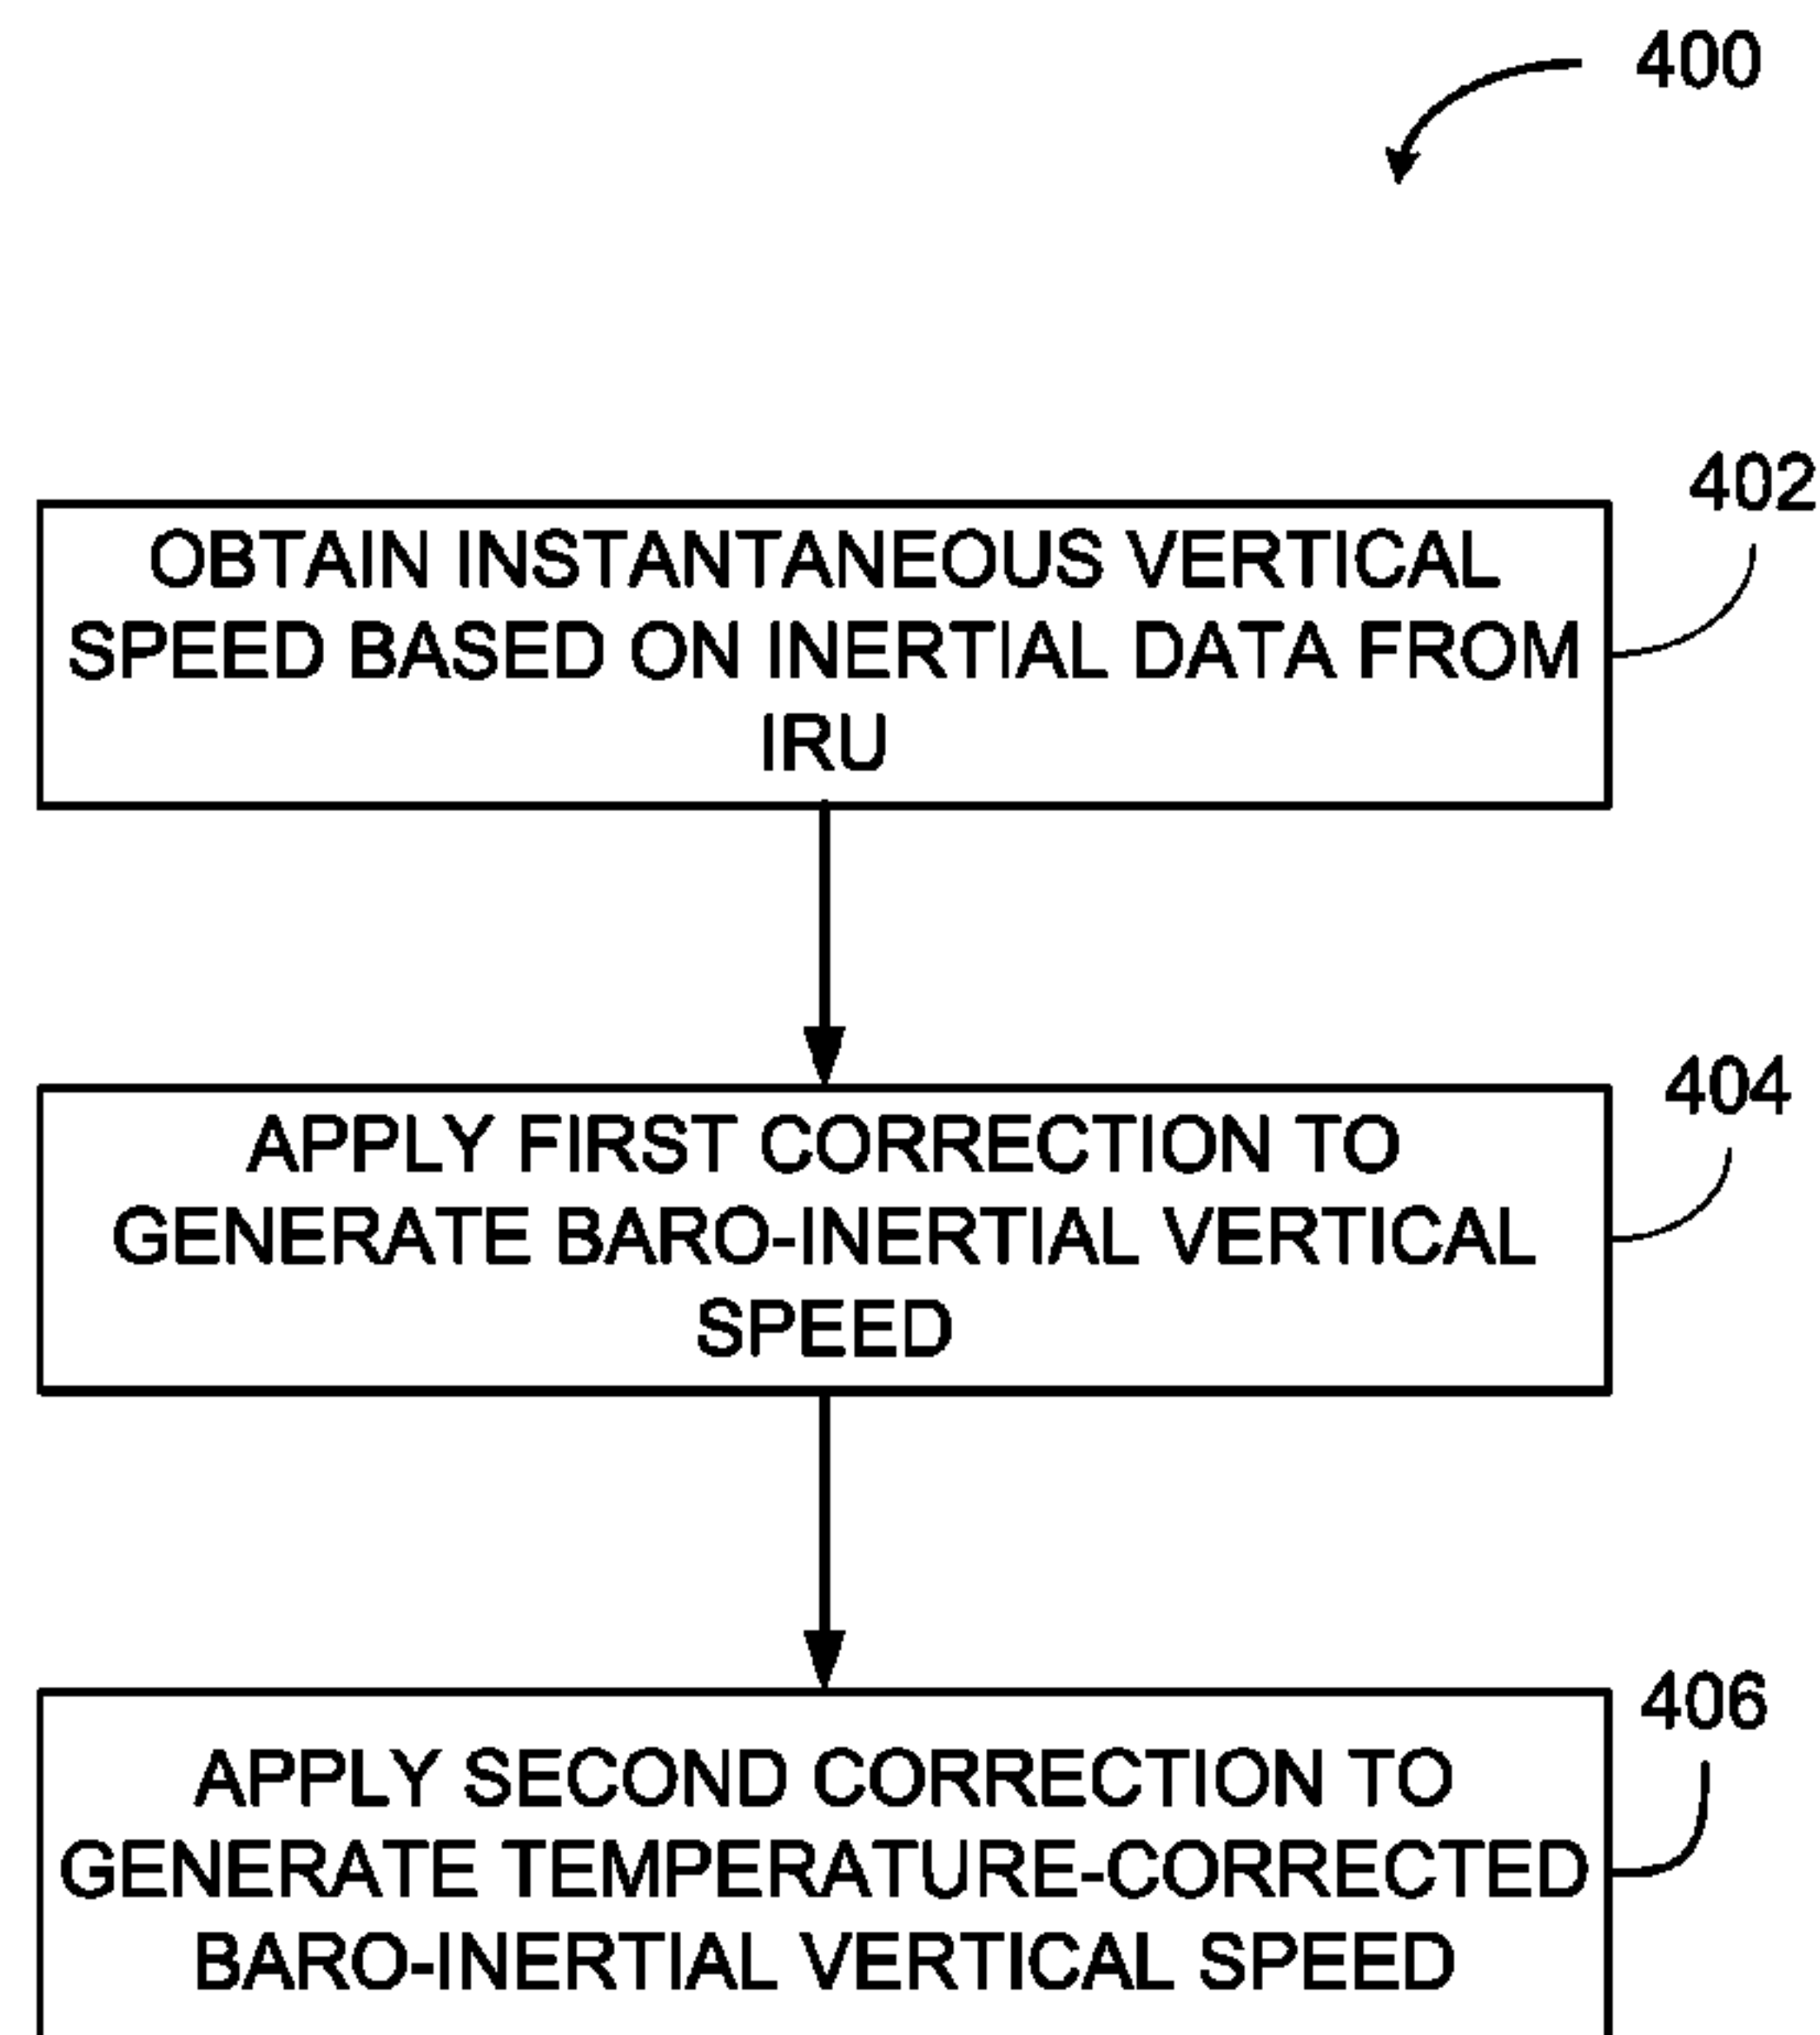 400
402
OBTAIN INSTANTANEOUS VERTICAL
SPEED BASED ON INERTIAL DATA FROM
IRU
404
APPLY FIRST CORRECTION TO
GENERATE BARO-INERTIAL VERTICAL
SPEED
406
APPLY SECOND CORRECTION TO
GENERATE TEMPERATURE-CORRECTED
BARO-INERTIAL VERTICAL SPEED